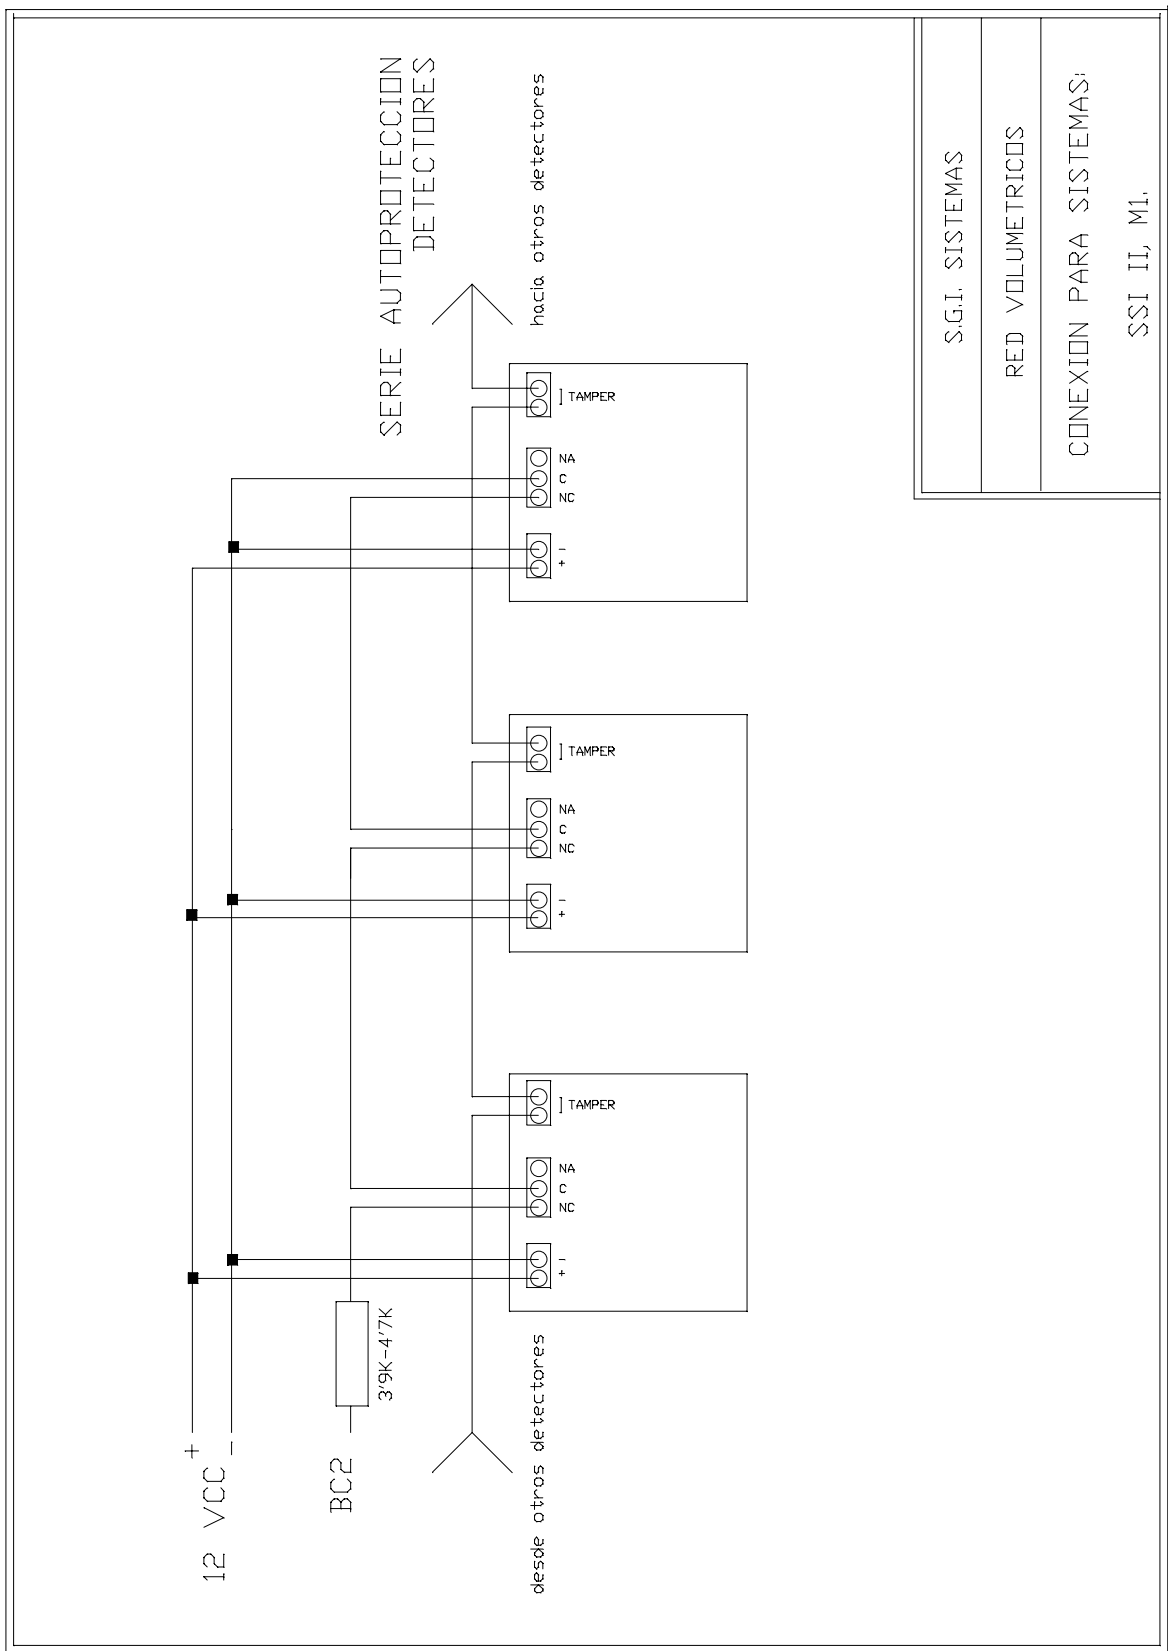 SERIE AUTOPROTECCION
DETECTORES
hacia otros detectores
12 VCC
+
-
BC2
3'9K-4'7K
desde otros detectores
+
-
NC
C
NA
TAMPER
+
-
NC
C
NA
TAMPER
+
-
NC
C
NA
TAMPER
S.G.I. SISTEMAS
RED VOLUMETRICOS
CONEXION PARA SISTEMAS:
SSI II, M1.